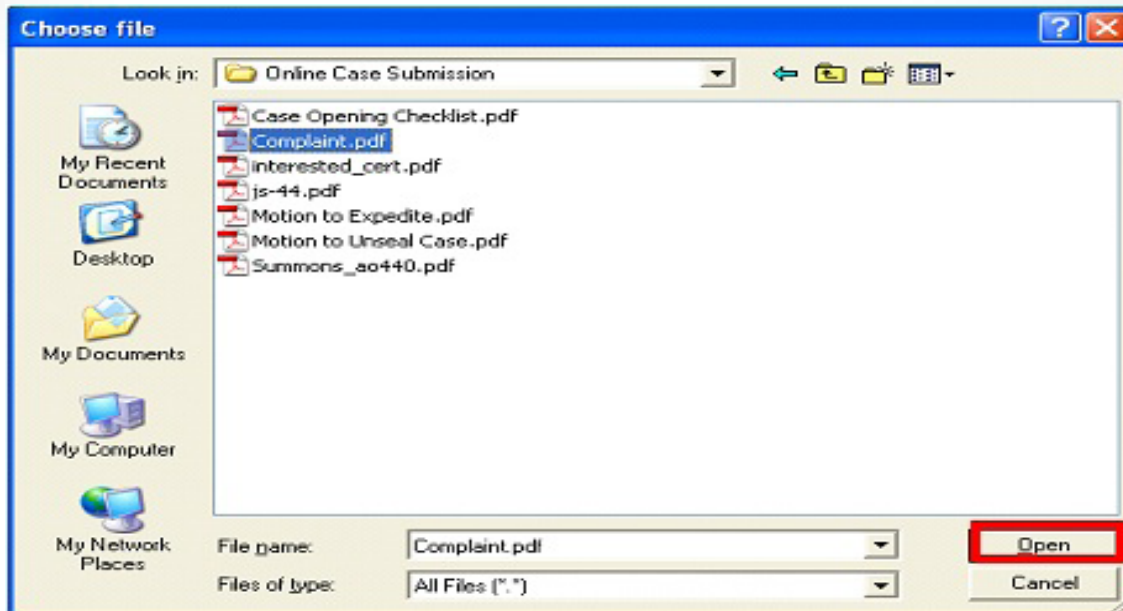 Choose file
Look in:
Online Case Submission
My Recent
Documents
Desktop
My Documents
My Computer
My Network
Places
Case Opening Checklist.pdf
Complaint.pdf
interested_cert.pdf
js-44.pdf
Motion to Expedite.pdf
Motion to Unseal Case.pdf
Summons_ao440.pdf
File name:
Complaint.pdf
Open
Files of type:
All Files (*.*)
Cancel